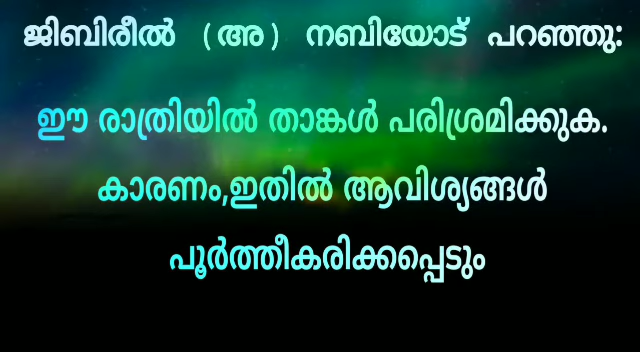 ജിബിരീൽ (അ) നബിയോട് പറഞ്ഞു:
ഈ രാത്രിയിൽ താങ്കൾ പരിശ്രമിക്കുക.
കാരണം,ഇതിൽ ആവിശ്യങ്ങൾ
പൂർത്തീകരിക്കപ്പെടും